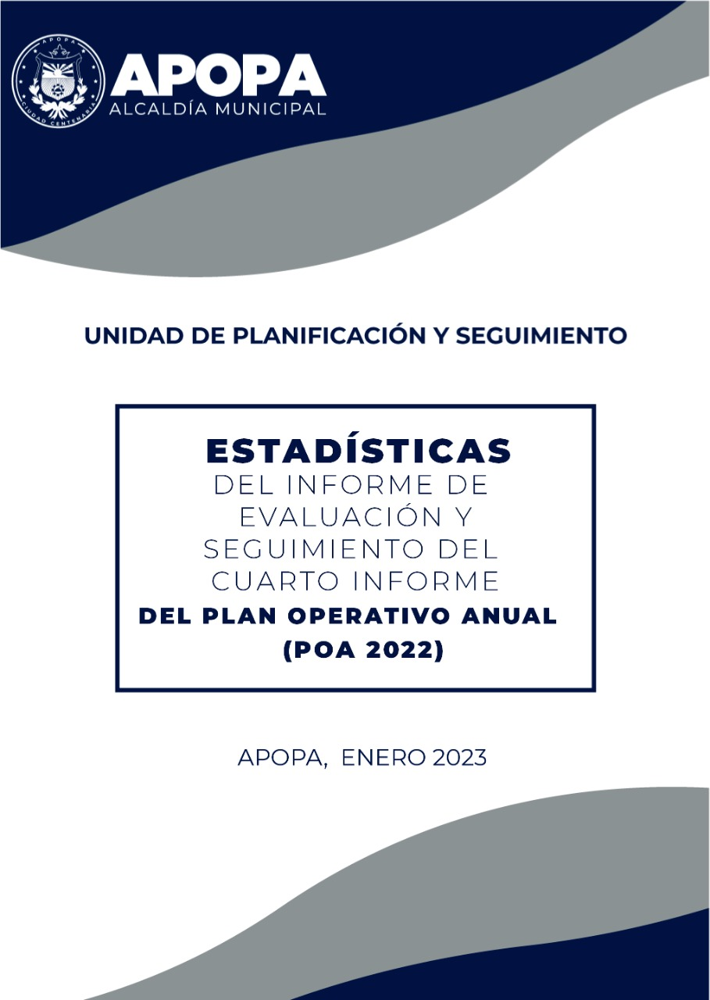 APOPA
CIUDAD CENTENARIA
APOPA
ALCALDÍA MUNICIPAL
UNIDAD DE PLANIFICACIÓN Y SEGUIMIENTO
ESTADÍSTICAS
DEL INFORME DE
EVALUACIÓN Y
SEGUIMIENTO DEL
CUARTO INFORME
DEL PLAN OPERATIVO ANUAL
(POA 2022)
APOPA, ENERO 2023